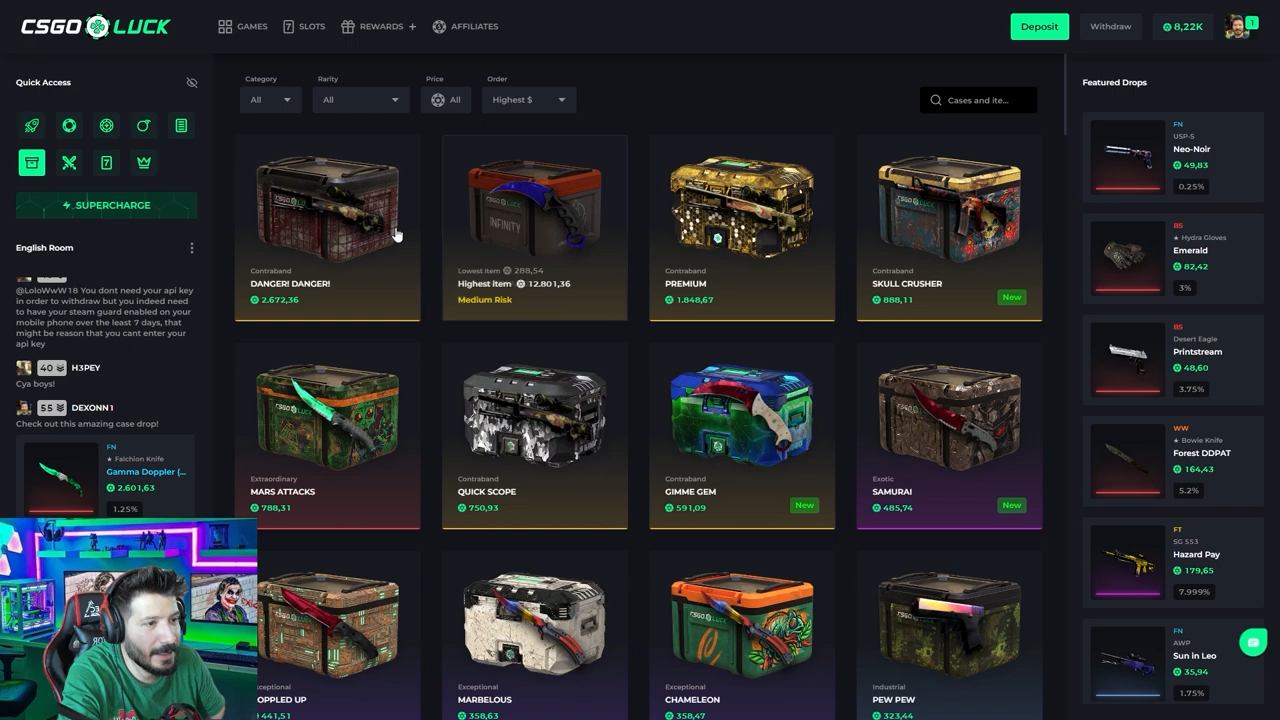 CSGO LUCK
GAMES
SLOTS
REWARDS +
AFFILIATES
Deposit
Withdraw
8,22K
1
Quick Access
SUPERCHARGE
English Room
@LoloWwW18 You dont need your api
key
in order to withdraw but you indeed need
to have your steam guard enabled on
your
mobile phone over the least 7 days, that
might be reason that you cant enter your
api key
40 H3PEY
Cya boys!
55 DEXONN1
Check out this amazing case drop!
FN
★ Falchion Knife
Gamma Doppler (...
2.601,63
1.25%
Category
All
Rarity
All
Price
All
Order
Highest $
Cases and ite...
Contraband
DANGER! DANGER!
2.672,36
INFINITY
Lowest Item 288,54
Highest item 12.801,36
Medium Risk
Contraband
PREMIUM
1.848,67
Contraband
SKULL CRUSHER
888,11
New
Extraordinary
MARS ATTACKS
788,31
Contraband
QUICK SCOPE
750,93
Contraband
GIMME GEM
591,09
New
Exotic
SAMURAI
485,74
New
Exceptional
DOPPLED UP
441,51
Exceptional
MARBELOUS
358,63
Exceptional
CHAMELEON
358,47
Industrial
PEW PEW
323,44
Featured Drops
FN
USP-S
Neo-Noir
49,83
0.25%
BS
★ Hydra Gloves
Emerald
82,42
3%
BS
Desert Eagle
Printstream
48,60
3.75%
WW
★ Bowie Knife
Forest DDPAT
164,43
5.2%
FT
SG 553
Hazard Pay
179,65
7.999%
FN
AWP
Sun in Leo
35,94
1.75%